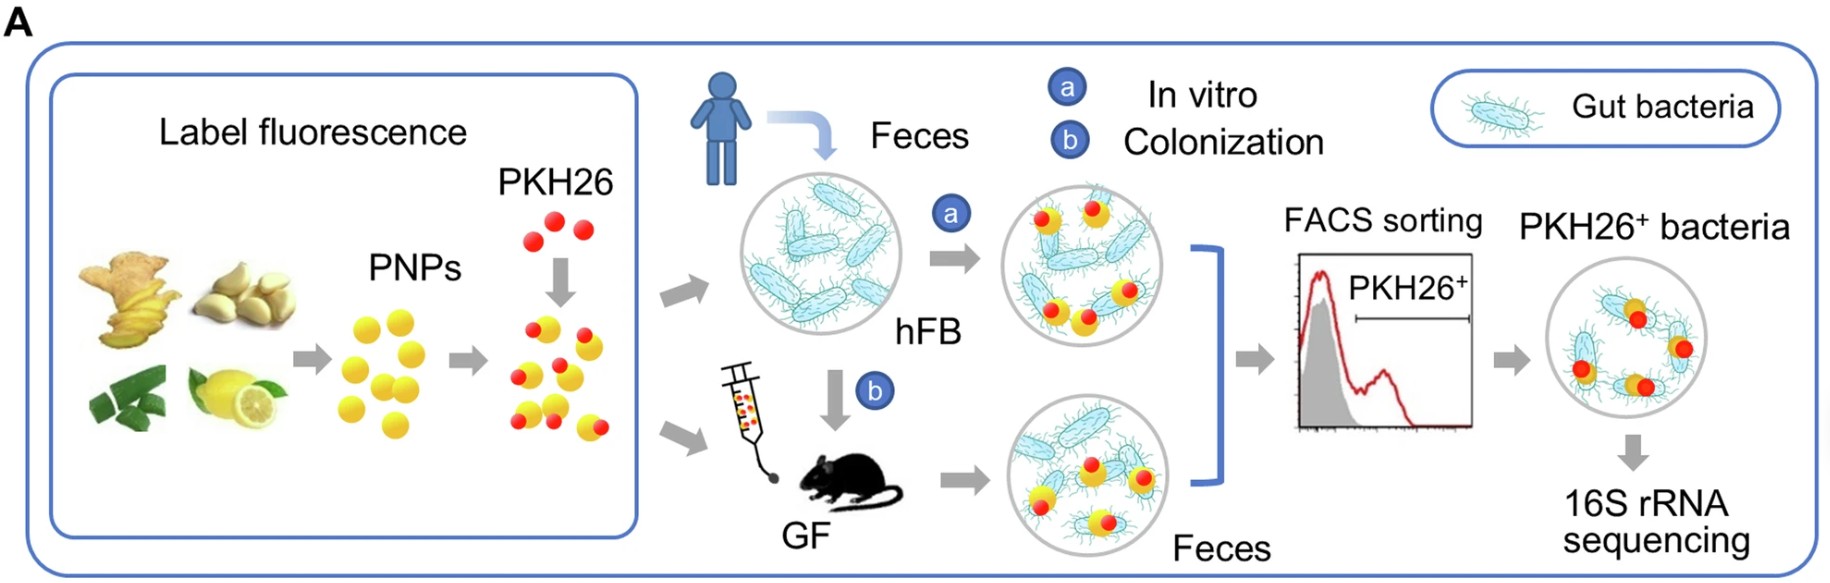 A
Label fluorescence
PKH26
PNPs
Feces
hFB
a
b
GF
a In vitro
b Colonization
Feces
Gut bacteria
FACS sorting
PKH26⁺
PKH26⁺ bacteria
16S rRNA
sequencing